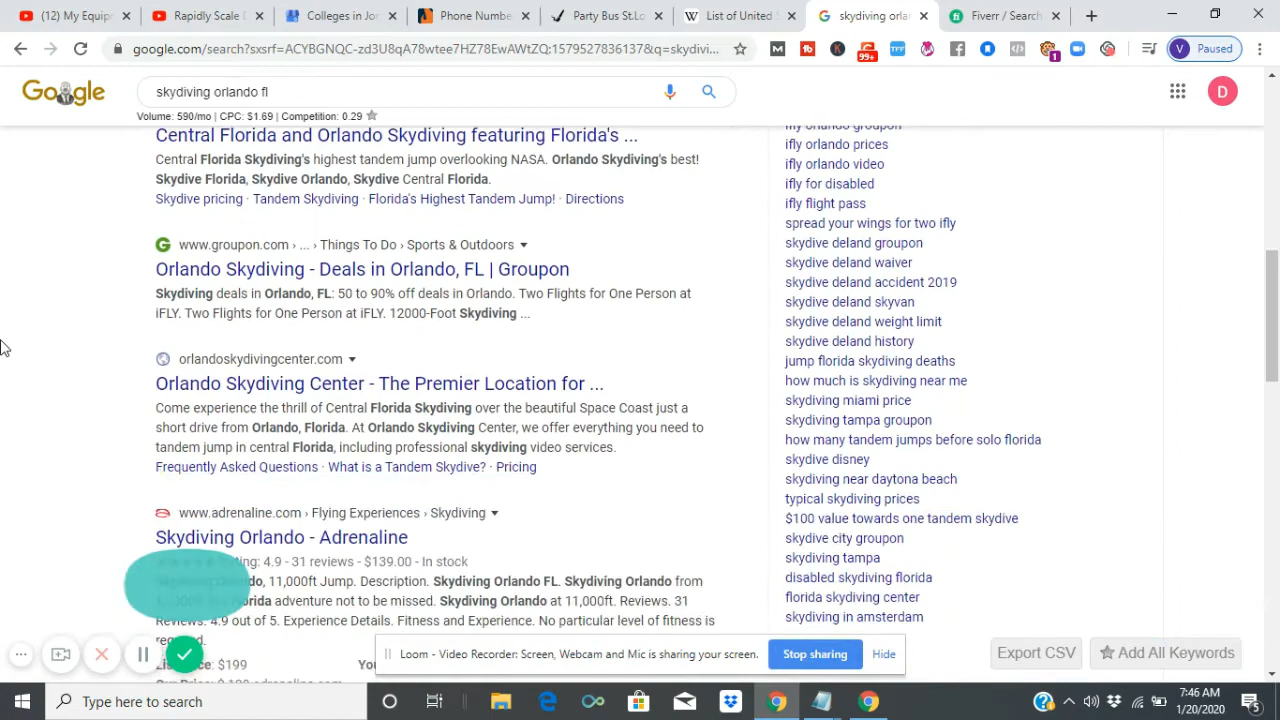 (12) My Equip
Rapidly Scale D
Colleges in Jon
Phone Number
Party Bus St.Lo
List of United S
skydiving orlan
Fiverr / Search
google.com/search?sxsrf=ACYBGNQC-zd3U8qA78wtee7HZ78EwAWtZQ:1579527836137&q=skydivi...
99+
1
V Paused
Google
skydiving orlando fl
D
Volume: 590/mo | CPC: $1.69 | Competition: 0.29
Central Florida and Orlando Skydiving featuring Florida's ...
Central Florida Skydiving's highest tandem jump overlooking NASA. Orlando Skydiving's best!
Skydive Florida, Skydive Orlando, Skydive Central Florida.
Skydive pricing · Tandem Skydiving · Florida's Highest Tandem Jump! · Directions
www.groupon.com › ... › Things To Do › Sports & Outdoors
Orlando Skydiving - Deals in Orlando, FL | Groupon
Skydiving deals in Orlando, FL: 50 to 90% off deals in Orlando. Two Flights for One Person at
iFLY. Two Flights for One Person at iFLY. 12000-Foot Skydiving ...
orlandoskydivingcenter.com
Orlando Skydiving Center - The Premier Location for ...
Come experience the thrill of Central Florida Skydiving over the beautiful Space Coast just a
short drive from Orlando, Florida. At Orlando Skydiving Center, we offer everything you need to
tandem jump in central Florida, including professional skydiving video services.
Frequently Asked Questions · What is a Tandem Skydive? · Pricing
www.adrenaline.com › Flying Experiences › Skydiving
Skydiving Orlando - Adrenaline
4.9 - 31 reviews - $139.00 - In stock
11,000ft Jump. Description. Skydiving Orlando FL. Skydiving Orlando from
adventure not to be missed. Skydiving Orlando at 11,000ft. Reviews. 31
Reviews. 4.9 out of 5. Experience Details. Fitness and Experience. No particular level of fitness is
$199
ifly orlando groupon
ifly orlando prices
ifly orlando video
ifly for disabled
ifly flight pass
spread your wings for two ifly
skydive deland groupon
skydive deland waiver
skydive deland accident 2019
skydive deland skyvan
skydive deland weight limit
skydive deland history
jump florida skydiving deaths
how much is skydiving near me
skydiving miami price
skydiving tampa groupon
how many tandem jumps before solo florida
skydive disney
skydiving near daytona beach
typical skydiving prices
$100 value towards one tandem skydive
skydive city groupon
skydiving tampa
disabled skydiving florida
florida skydiving center
skydiving in amsterdam
Export CSV
Add All Keywords
Loom - Video Recorder: Screen, Webcam and Mic is sharing your screen.
Stop sharing
Hide
Type here to search
7:46 AM
1/20/2020
5